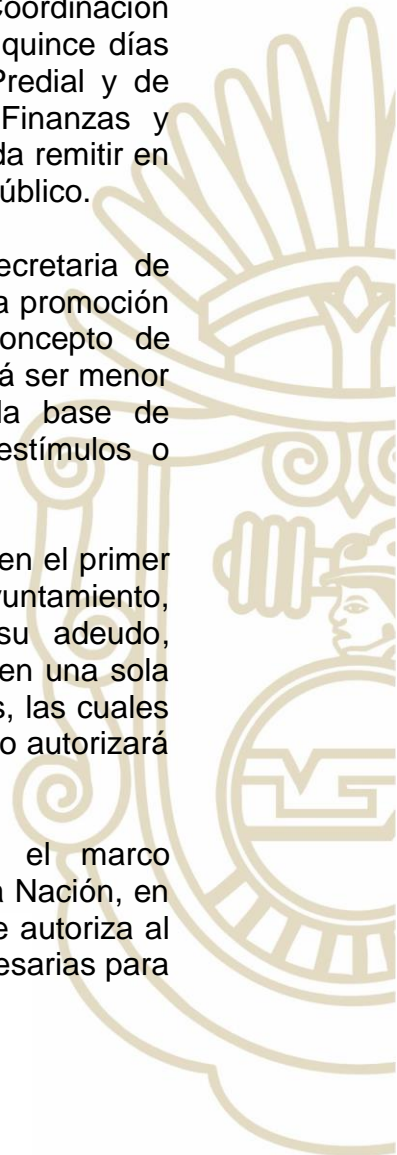 Coordinación
quince días
Predial y de
Finanzas y
da remitir en
úblico.
ecretaria de
a promoción
oncepto de
á ser menor
la base de
estímulos o
en el primer
yuntamiento,
su adeudo,
en una sola
s, las cuales
o autorizará
el marco
a Nación, en
e autoriza al
esarias para